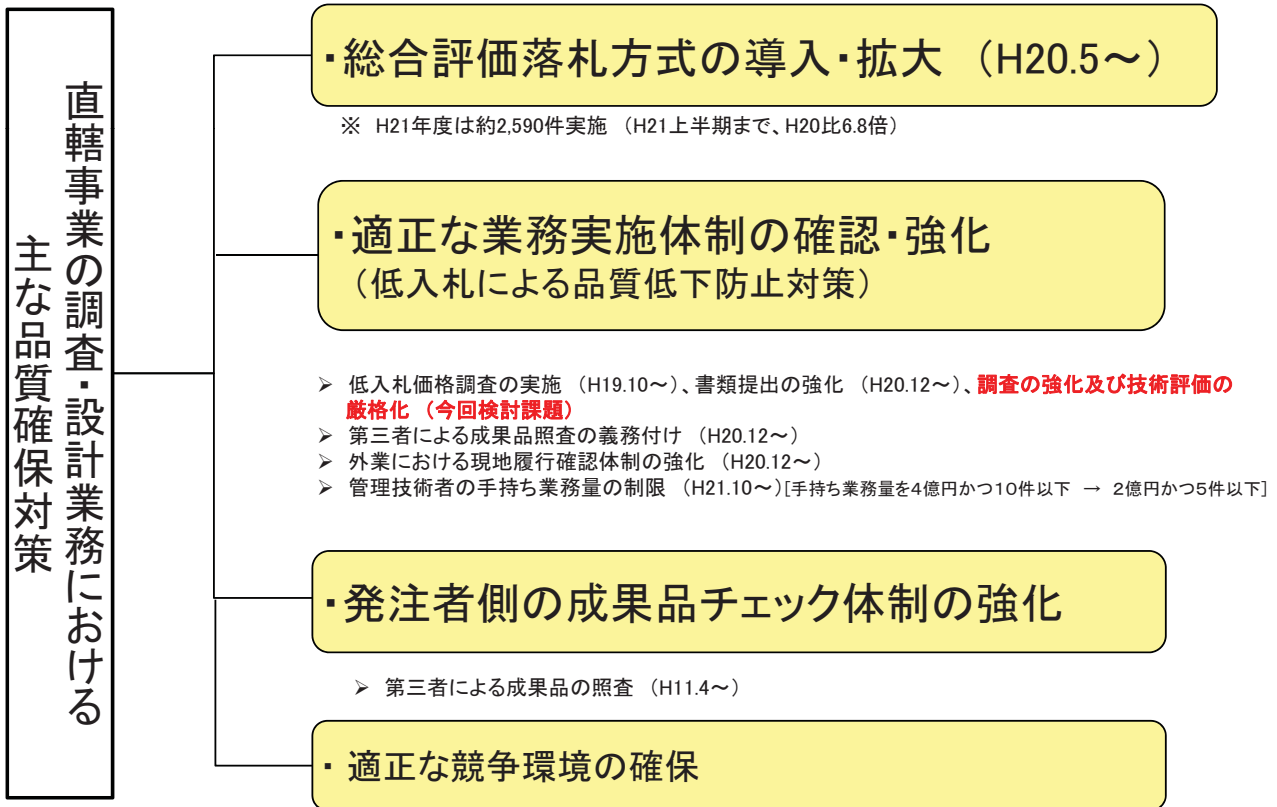 直轄事業の調査・設計業務における
主な品質確保対策
・総合評価落札方式の導入・拡大 （H20.5～）
※ H21年度は約2,590件実施 （H21上半期まで、H20比6.8倍）
・適正な業務実施体制の確認・強化
（低入札による品質低下防止対策）
➢ 低入札価格調査の実施 （H19.10～）、書類提出の強化 （H20.12～）、調査の強化及び技術評価の
厳格化 （今回検討課題）
➢ 第三者による成果品照査の義務付け （H20.12～）
➢ 外業における現地履行確認体制の強化 （H20.12～）
➢ 管理技術者の手持ち業務量の制限 （H21.10～）[手持ち業務量を４億円かつ１０件以下 → ２億円かつ５件以下]
・発注者側の成果品チェック体制の強化
➢ 第三者による成果品の照査 （H11.4～）
・ 適正な競争環境の確保